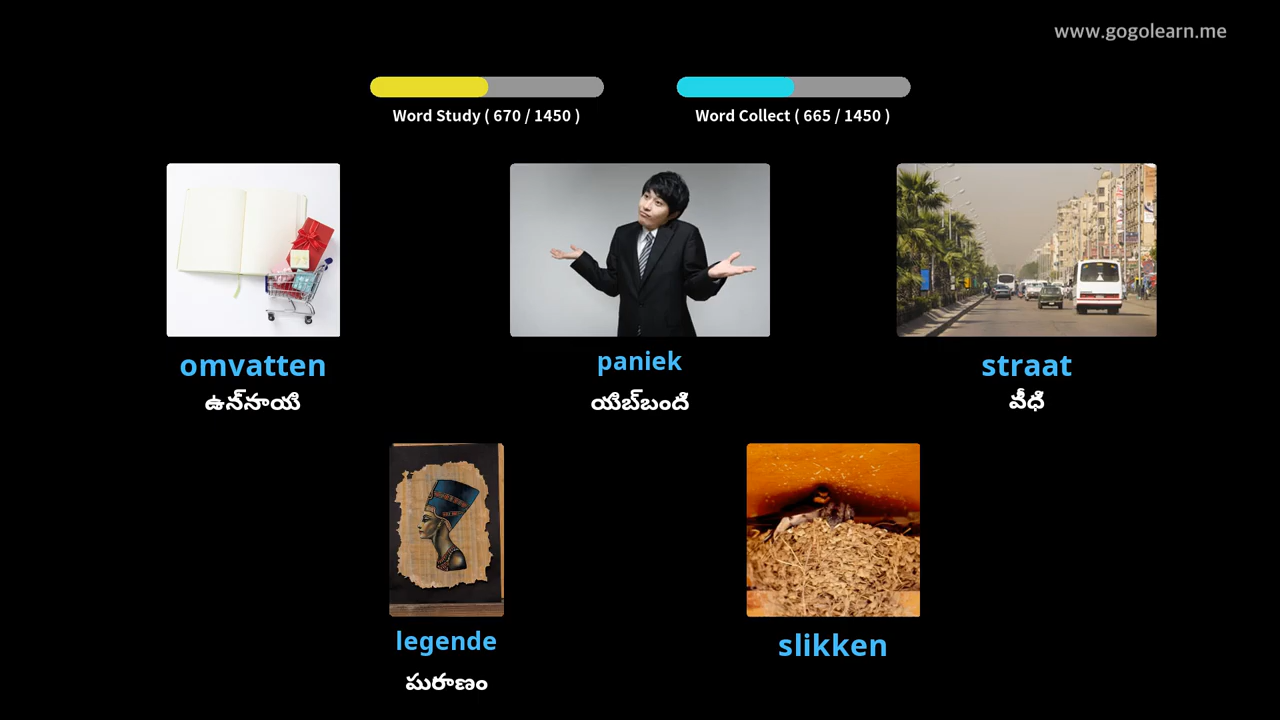 www.gogolearn.me
Word Study ( 670 / 1450 )
Word Collect ( 665 / 1450 )
omvatten
ఉన్నాయి
paniek
యిబ్బంది
straat
వీధి
legende
పురాణం
slikken